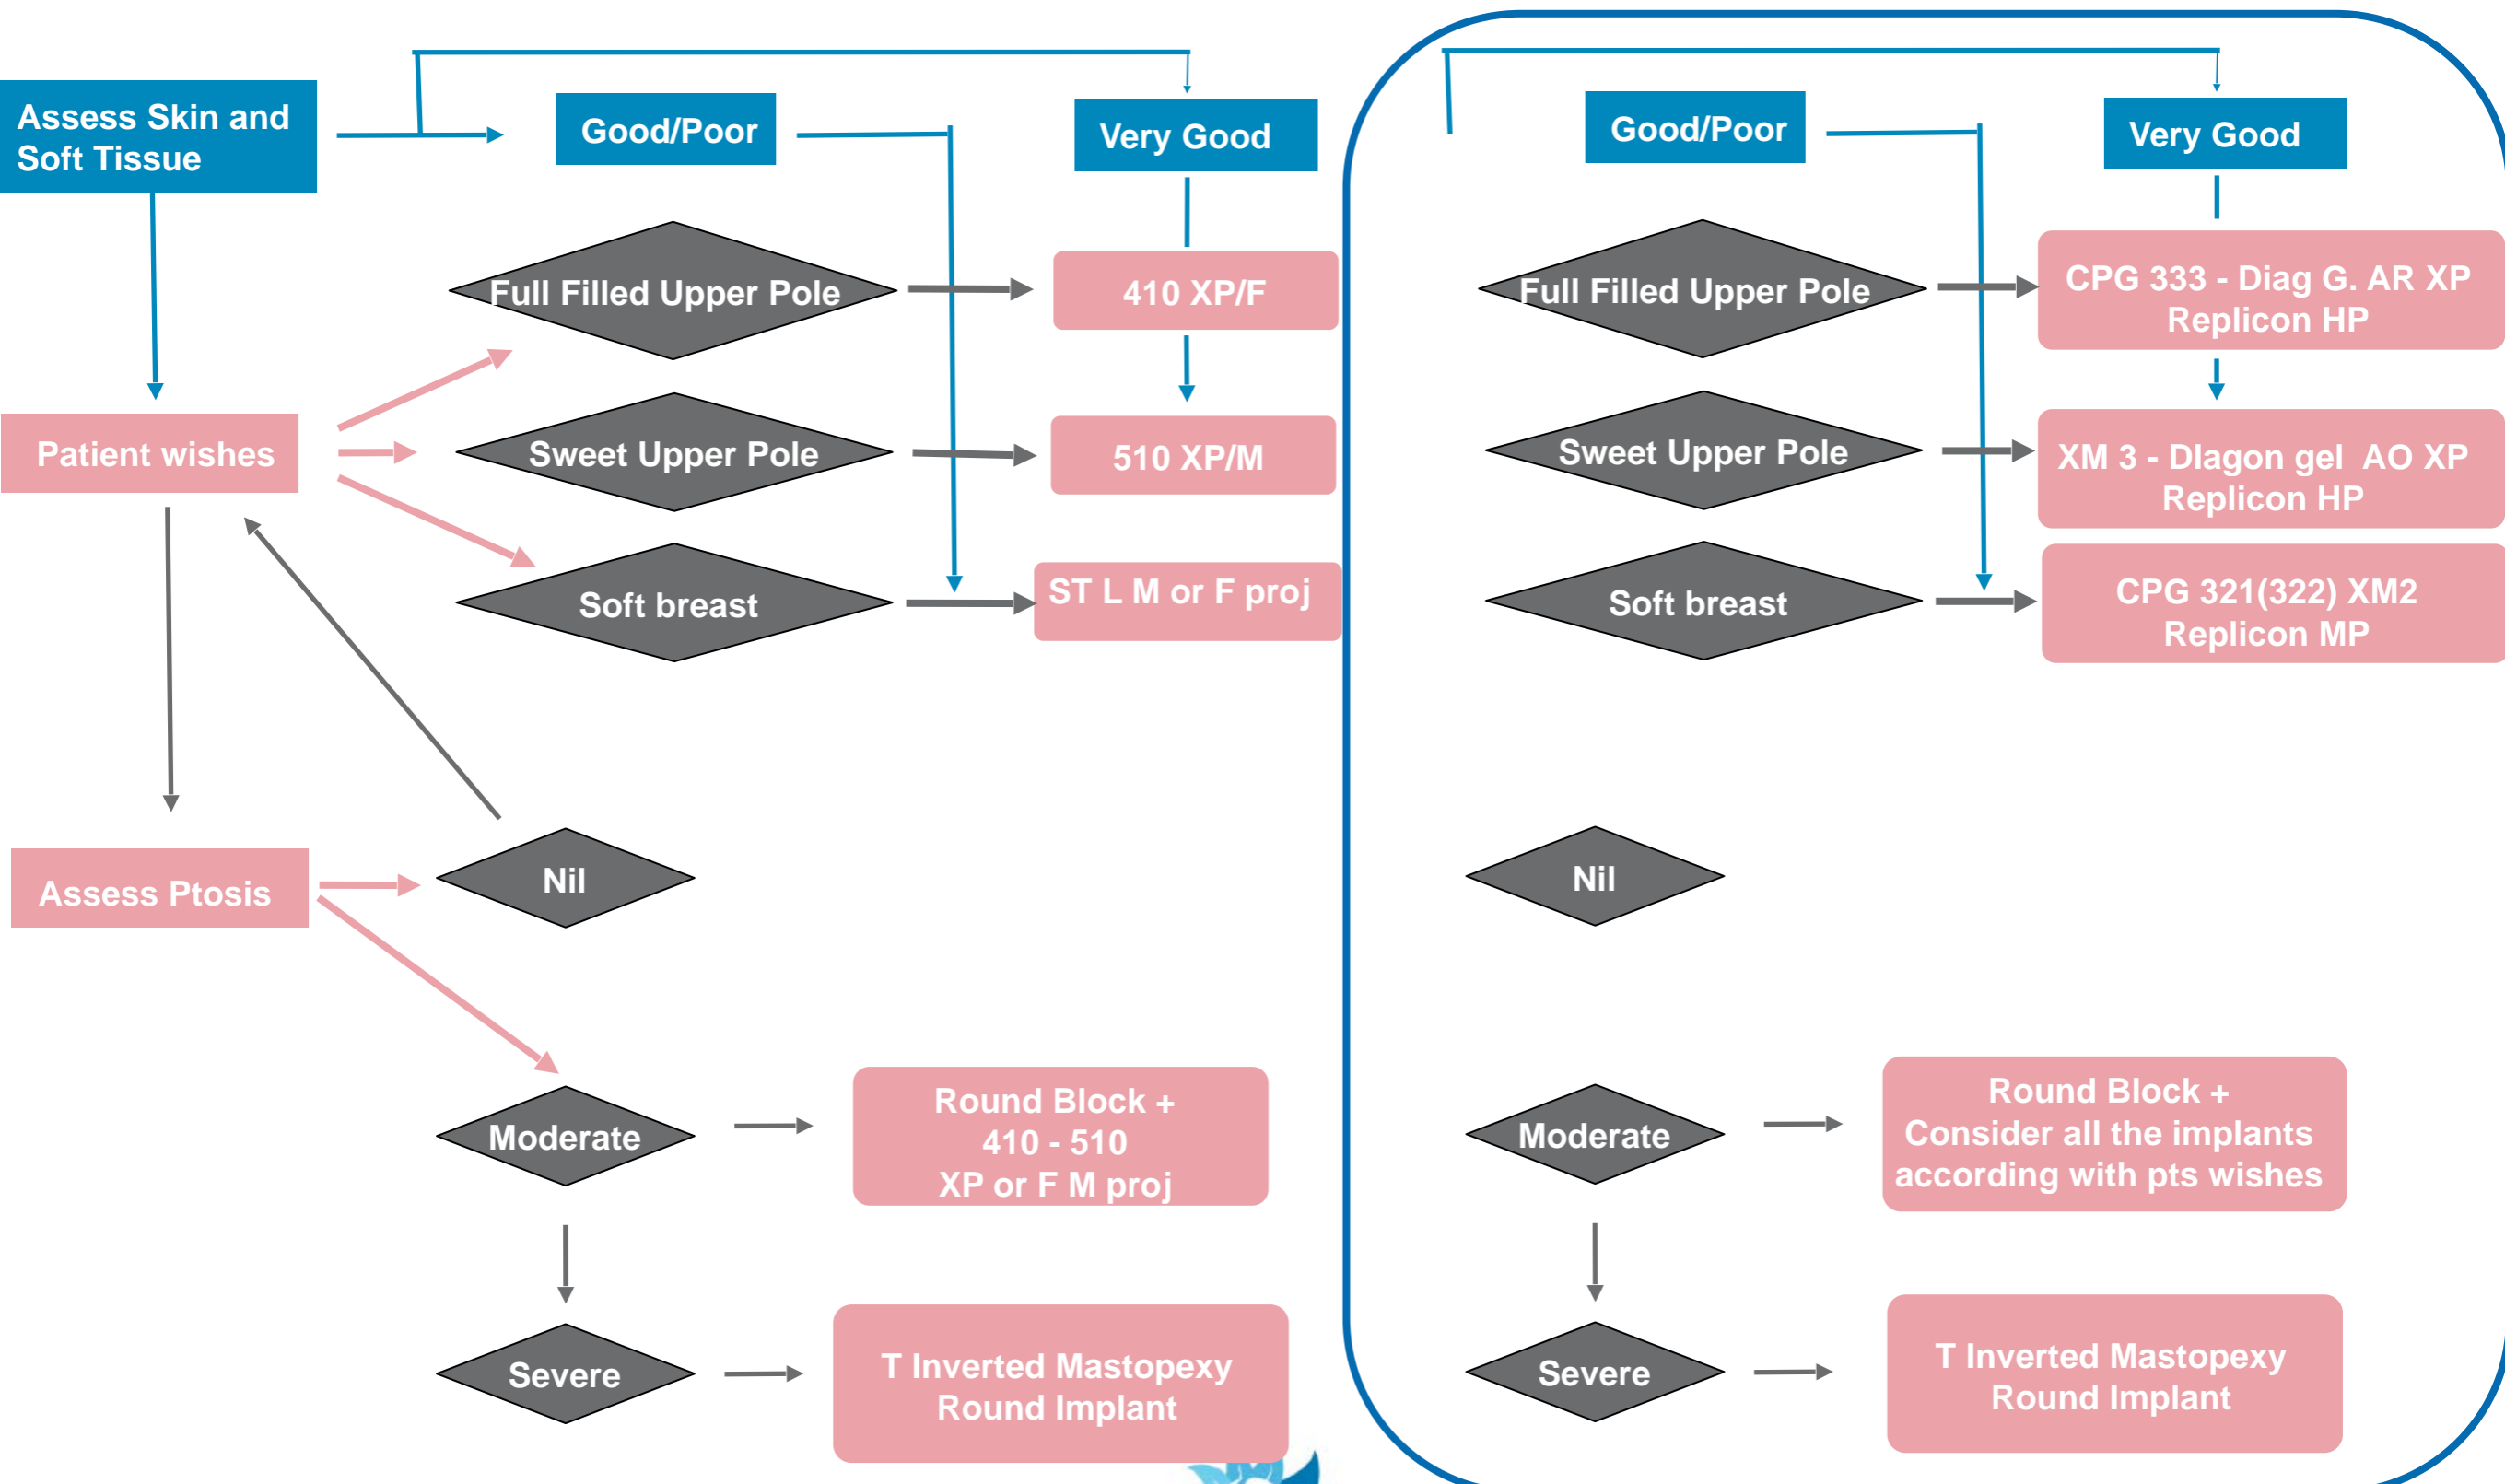 Assess Skin and
Soft Tissue
Good/Poor
Very Good
Full Filled Upper Pole
410 XP/F
Patient wishes
Sweet Upper Pole
510 XP/M
Soft breast
ST L M or F proj
Assess Ptosis
Nil
Moderate
Round Block +
410 - 510
XP or F M proj
Severe
T Inverted Mastopexy
Round Implant
Good/Poor
Very Good
Full Filled Upper Pole
CPG 333 - Diag G. AR XP
Replicon HP
Sweet Upper Pole
XM 3 - DIagon gel AO XP
Replicon HP
Soft breast
CPG 321(322) XM2
Replicon MP
Nil
Moderate
Round Block +
Consider all the implants
according with pts wishes
Severe
T Inverted Mastopexy
Round Implant